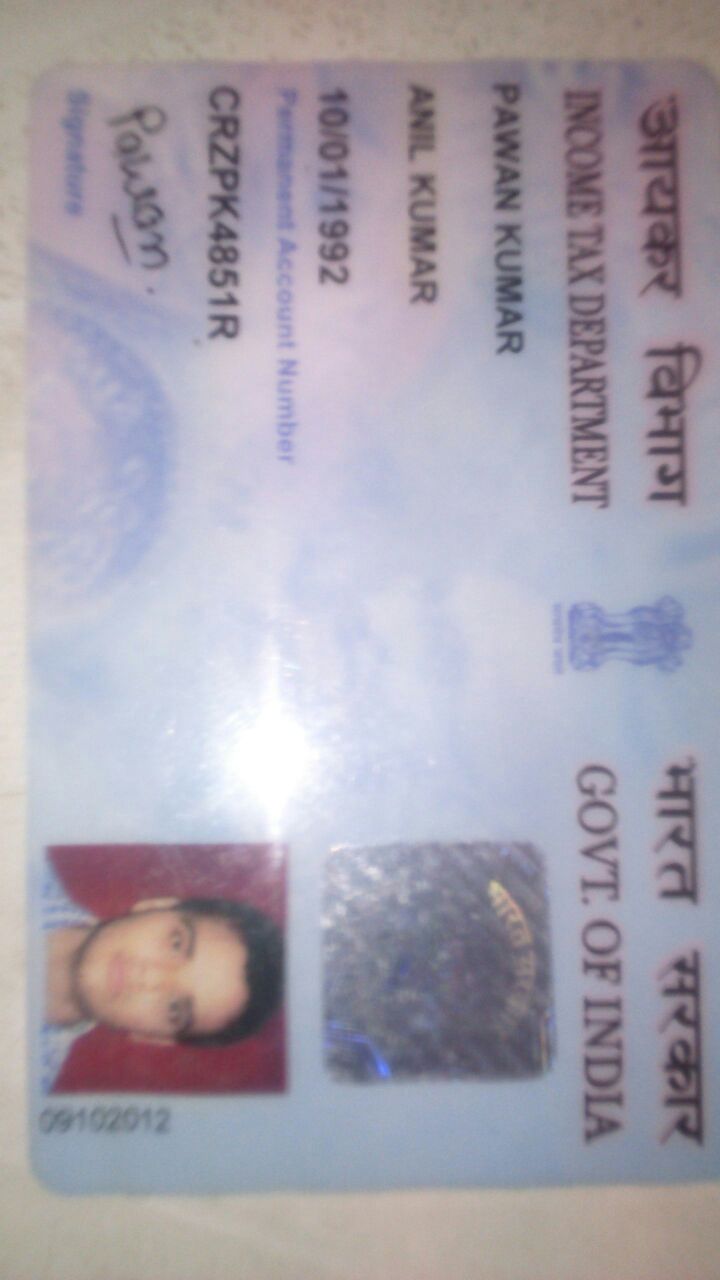 आयकर विभाग
INCOME TAX DEPARTMENT
भारत सरकार
GOVT. OF INDIA
PAWAN KUMAR
ANIL KUMAR
10/01/1992
Permanent Account Number
CRZPK4851R
Pawan.
Signature
09102012